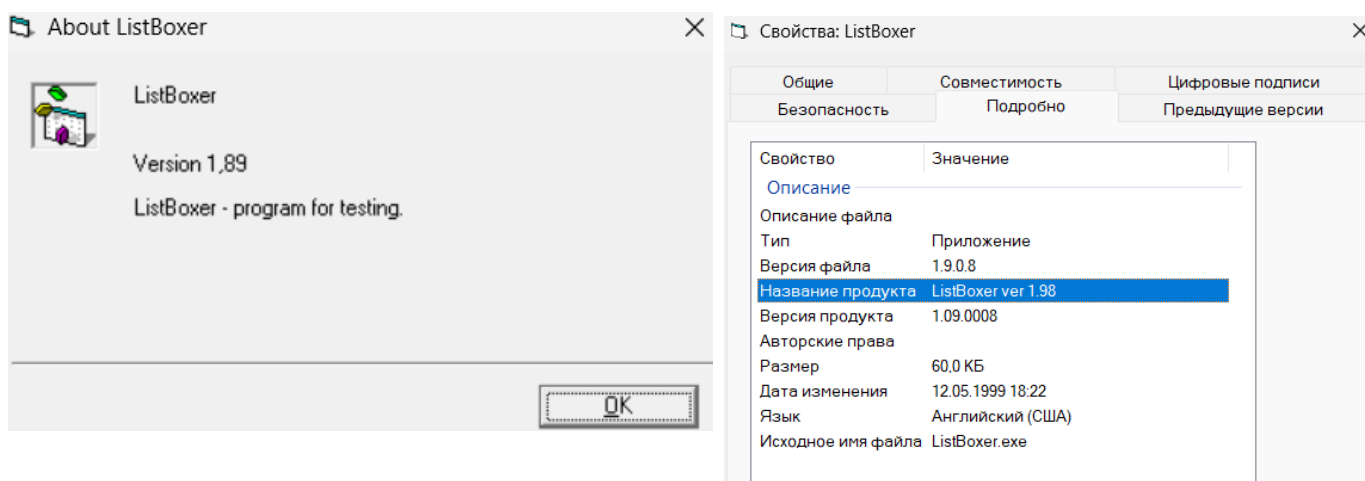 About ListBoxer
ListBoxer
Version 1,89
ListBoxer - program for testing.
OK
Свойства: ListBoxer
Общие Совместимость Цифровые подписи
Безопасность Подробно Предыдущие версии
Свойство Значение
Описание
Описание файла
Тип Приложение
Версия файла 1.9.0.8
Название продукта ListBoxer ver 1.98
Версия продукта 1.09.0008
Авторские права
Размер 60,0 КБ
Дата изменения 12.05.1999 18:22
Язык Английский (США)
Исходное имя файла ListBoxer.exe